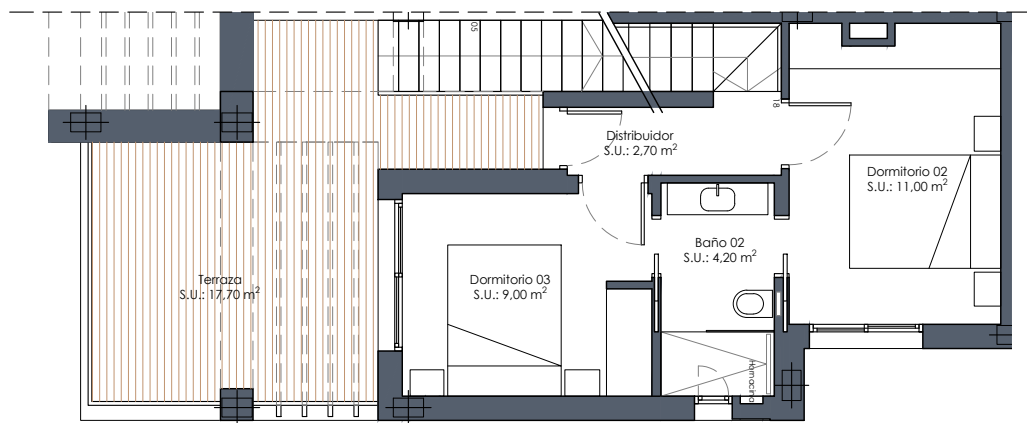 05
Distribuidor
S.U.: 2,70 m²
18
Dormitorio 02
S.U.: 11,00 m²
Baño 02
S.U.: 4,20 m²
Terraza
S.U.: 17,70 m²
Dormitorio 03
S.U.: 9,00 m²
Hornacina